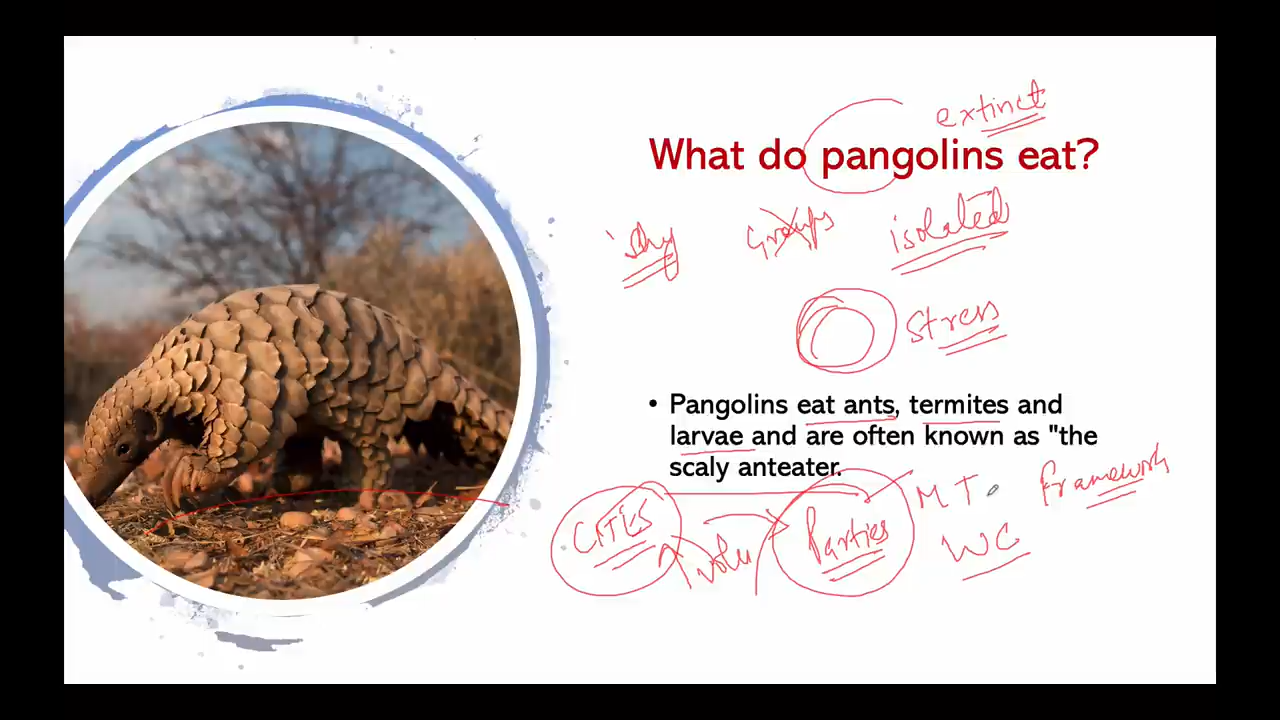 extinct
What do pangolins eat?
shy groups isolated
stress
• Pangolins eat ants, termites and
larvae and are often known as "the
scaly anteater.
CITES volu Parties M T Framework
WC